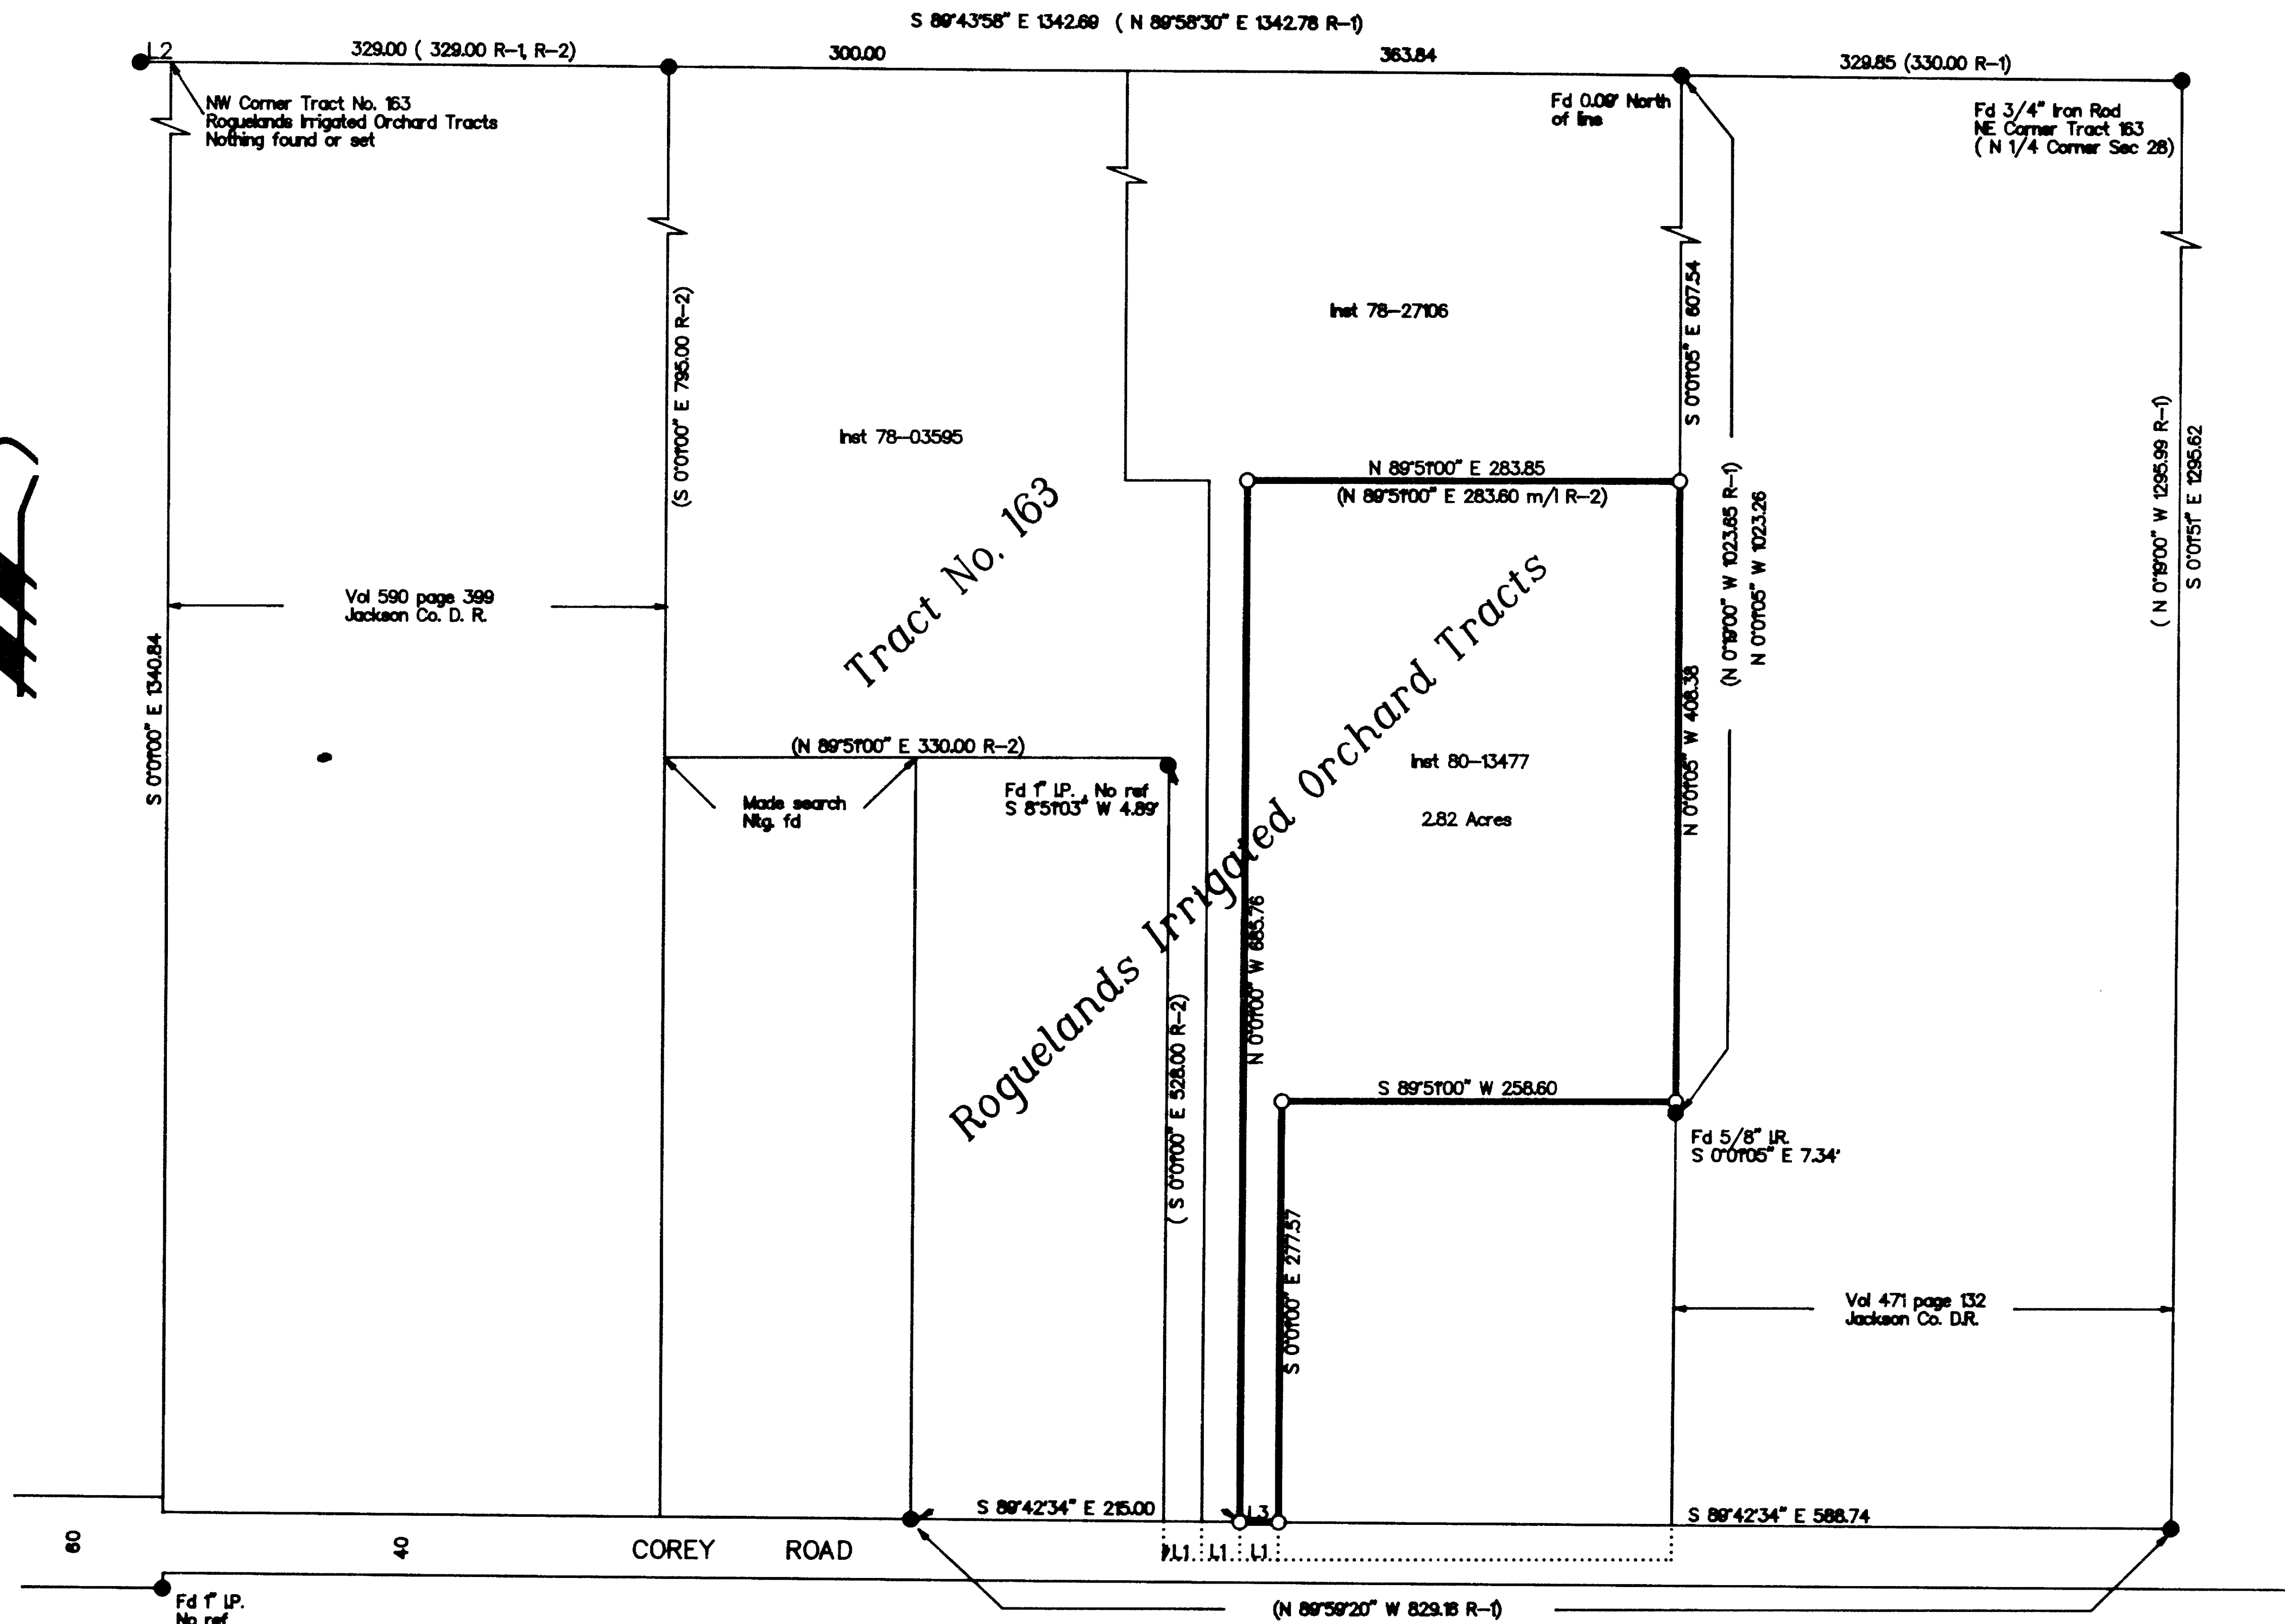 S 89°43'58" E 1342.69 ( N 89°58'30" E 1342.78 R-1)
L2
329.00 ( 329.00 R-1, R-2)
300.00
363.84
329.85 (330.00 R-1)
NW Corner Tract No. 163
Roguelands Irrigated Orchard Tracts
Nothing found or set
Fd 0.09' North
of line
Fd 3/4" Iron Rod
NE Corner Tract 163
( N 1/4 Corner Sec 28)
(S 0°01'00" E 795.00 R-2)
Inst 78-27106
S 0°01'05" E 607.54
Inst 78-03595
N 89°51'00" E 283.85
(N 89°51'00" E 283.60 m/l R-2)
(N 0°19'00" W 1023.65 R-1)
N 0°01'05" W 1023.26
( N 0°19'00" W 1295.99 R-1)
S 0°01'51" E 1295.62
Tract No. 163
Roguelands Irrigated Orchard Tracts
Vol 590 page 399
Jackson Co. D. R.
S 0°01'00" E 1340.84
(N 89°51'00" E 330.00 R-2)
Made search
Ntg. fd
Fd 1" I.P. , No ref
S 8°51'03" W 4.89'
Inst 80-13477
2.82 Acres
N 0°01'05" W 408.38
N 0°01'00" W 685.76
( S 0°01'00" E 528.00 R-2)
S 89°51'00" W 258.60
Fd 5/8" I.R.
S 0°01'05" E 7.34'
S 0°01'00" E 277.57
Vol 471 page 132
Jackson Co. D.R.
S 89°42'34" E 215.00
L3
S 89°42'34" E 588.74
60
40
COREY ROAD
L1 L1 L1
Fd 1" I.P.
No ref
(N 89°59'20" W 829.18 R-1)